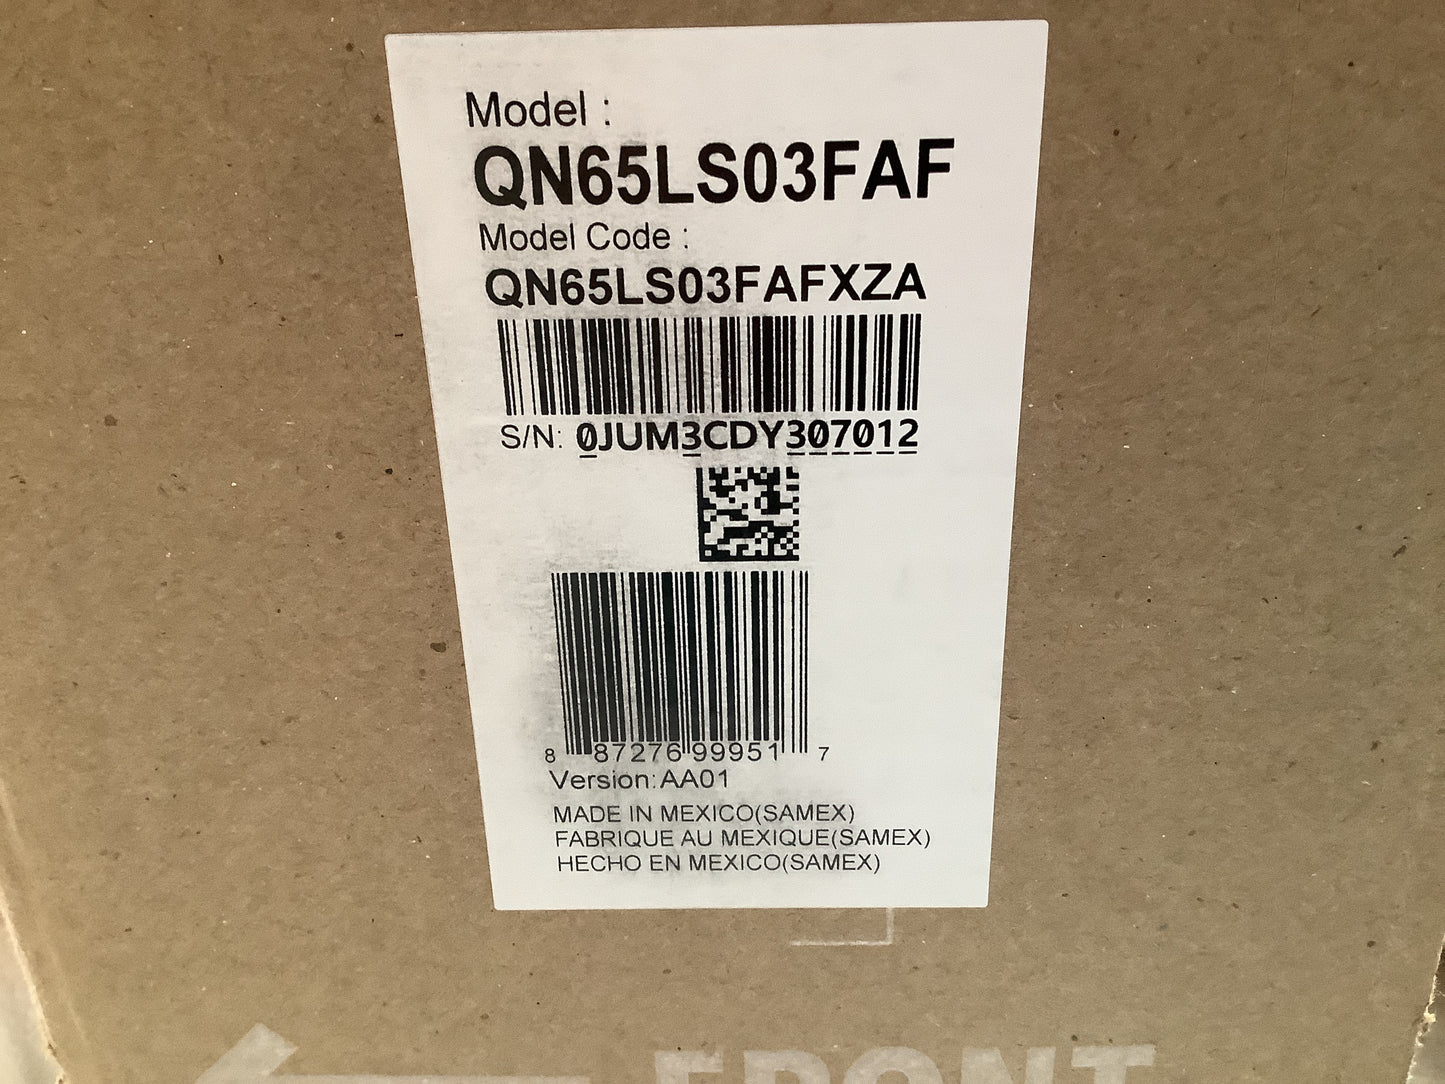 Model :
QN65LS03FAF
Model Code :
QN65LS03FAFXZA
S/N: 0JUM3CDY307012
8 87276 99951 7
Version:AA01
MADE IN MEXICO(SAMEX)
FABRIQUE AU MEXIQUE(SAMEX)
HECHO EN MEXICO(SAMEX)
FRONT